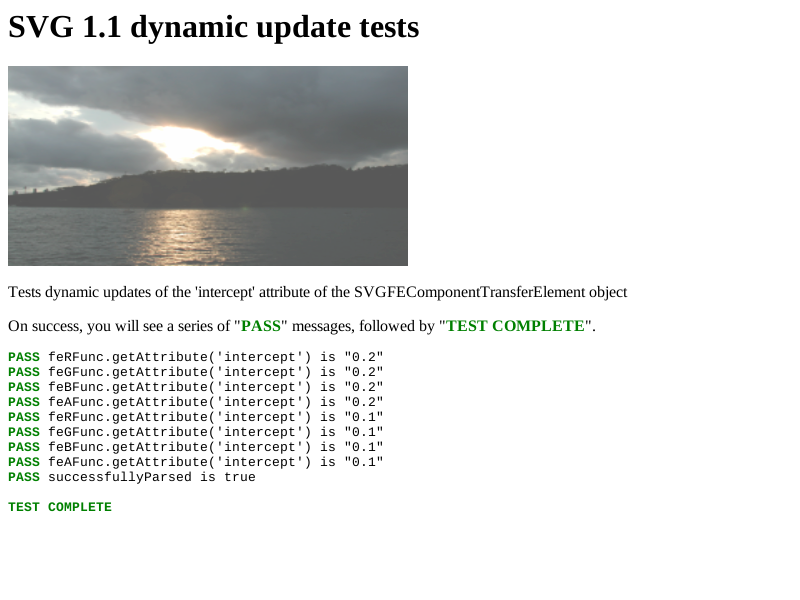 SVG 1.1 dynamic update tests
Tests dynamic updates of the 'intercept' attribute of the SVGFEComponentTransferElement object
On success, you will see a series of "PASS" messages, followed by "TEST COMPLETE".
PASS feRFunc.getAttribute('intercept') is "0.2"
PASS feGFunc.getAttribute('intercept') is "0.2"
PASS feBFunc.getAttribute('intercept') is "0.2"
PASS feAFunc.getAttribute('intercept') is "0.2"
PASS feRFunc.getAttribute('intercept') is "0.1"
PASS feGFunc.getAttribute('intercept') is "0.1"
PASS feBFunc.getAttribute('intercept') is "0.1"
PASS feAFunc.getAttribute('intercept') is "0.1"
PASS successfullyParsed is true
TEST COMPLETE